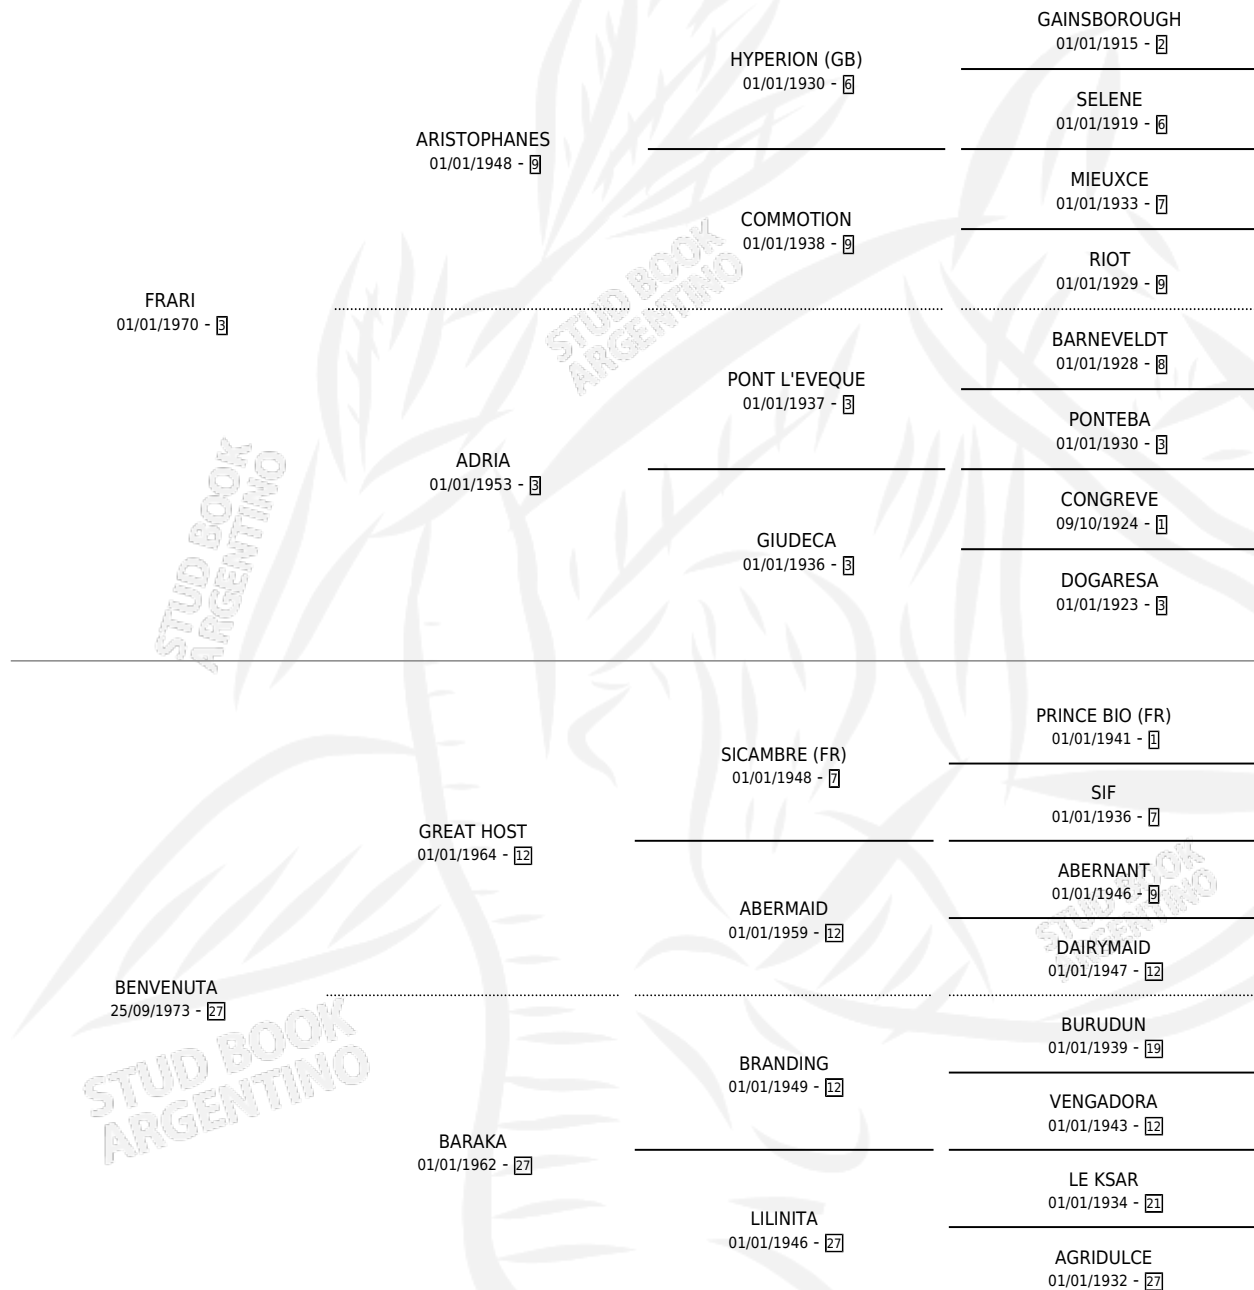 GAINSBOROUGH
01/01/1915 - 2
HYPERION (GB)
01/01/1930 - 6
SELENE
01/01/1919 - 6
ARISTOPHANES
01/01/1948 - 9
MIEUXCE
01/01/1933 - 7
COMMOTION
01/01/1938 - 9
RIOT
01/01/1929 - 9
FRARI
01/01/1970 - 3
BARNEVELDT
01/01/1928 - 8
PONT L'EVEQUE
01/01/1937 - 3
PONTEBA
01/01/1930 - 3
ADRIA
01/01/1953 - 3
CONGREVE
09/10/1924 - 1
GIUDECA
01/01/1936 - 3
DOGARESA
01/01/1923 - 3
STUD BOOK
ARGENTINO
STUD BOOK
ARGENTINO
PRINCE BIO (FR)
01/01/1941 - 1
SICAMBRE (FR)
01/01/1948 - 7
SIF
01/01/1936 - 7
GREAT HOST
01/01/1964 - 12
ABERNANT
01/01/1946 - 9
ABERMAID
01/01/1959 - 12
DAIRYMAID
01/01/1947 - 12
STUD BOOK
ARGENTINO
BENVENUTA
25/09/1973 - 27
BURUDUN
01/01/1939 - 19
BRANDING
01/01/1949 - 12
VENGADORA
01/01/1943 - 12
BARAKA
01/01/1962 - 27
LE KSAR
01/01/1934 - 21
LILINITA
01/01/1946 - 27
AGRIDULCE
01/01/1932 - 27
STUD BOOK
ARGENTINO